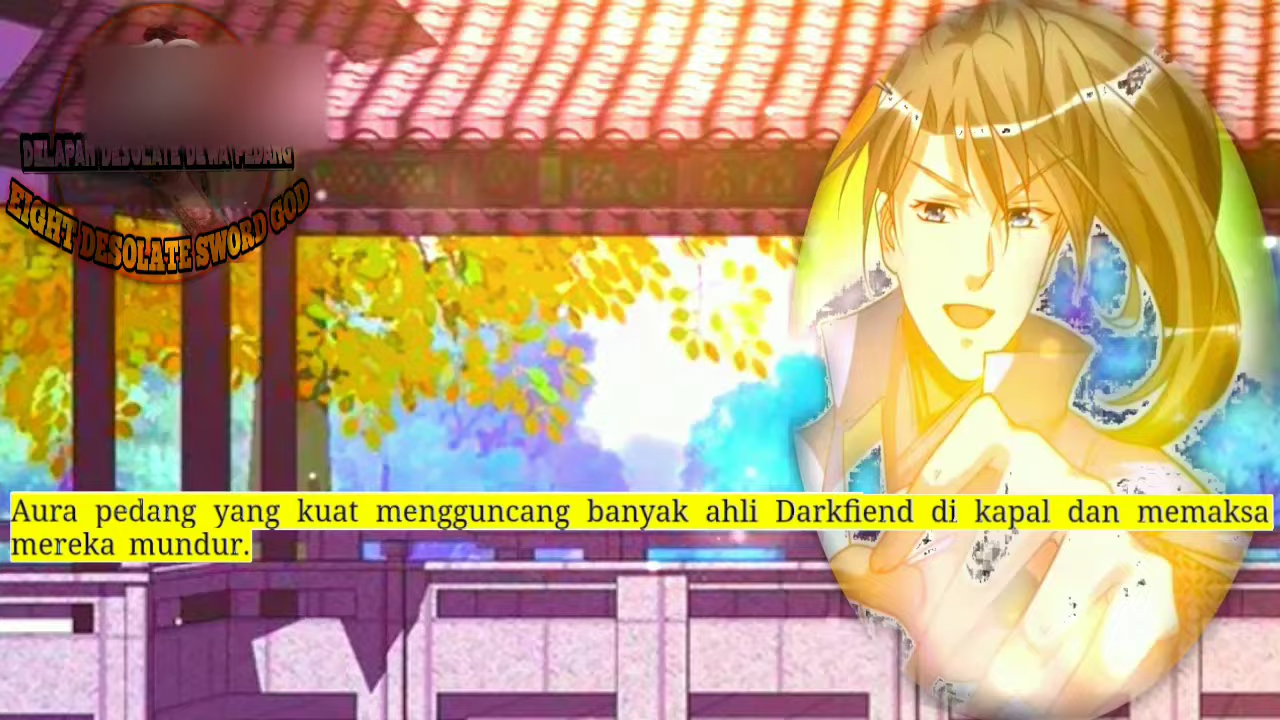 DELAPAN DESOLATE DEWA PEDANG
EIGHT DESOLATE SWORD GOD
Aura pedang yang kuat mengguncang banyak ahli Darkfiend di kapal dan memaksa
mereka mundur.